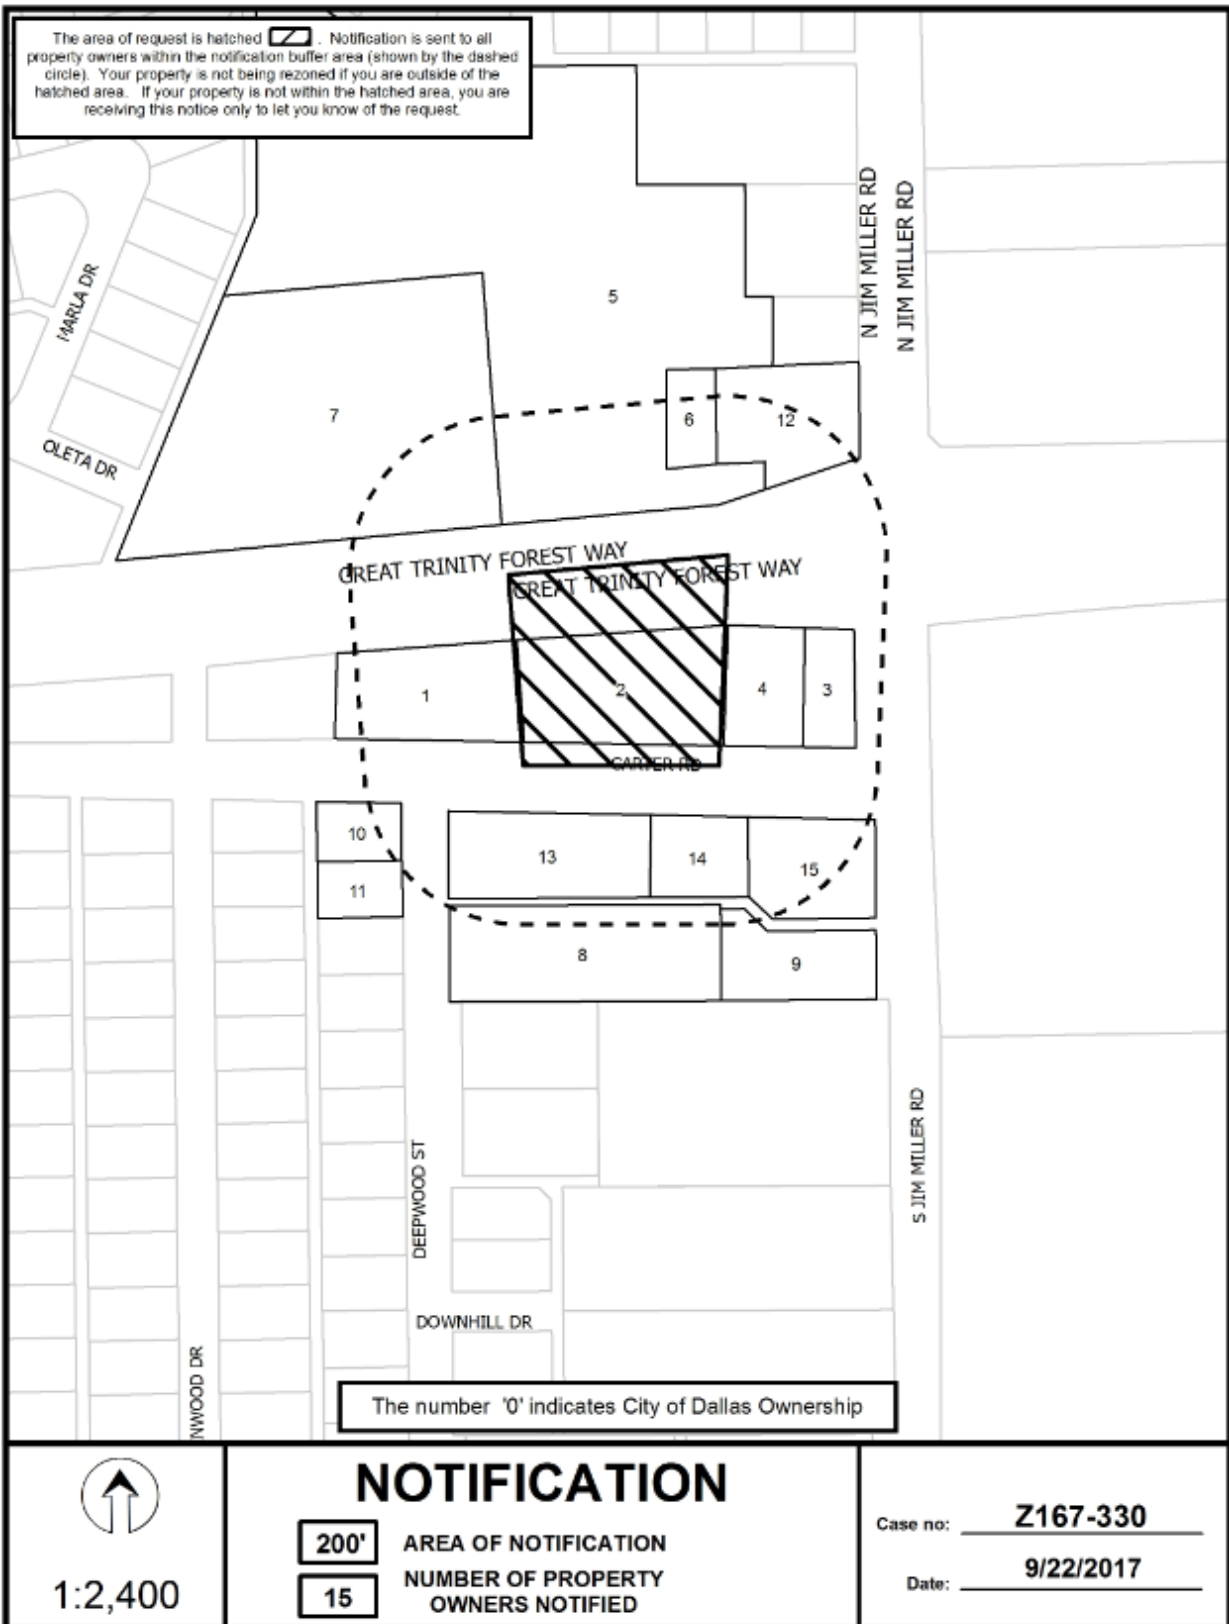 The area of request is hatched . Notification is sent to all
property owners within the notification buffer area (shown by the dashed
circle). Your property is not being rezoned if you are outside of the
hatched area. If your property is not within the hatched area, you are
receiving this notice only to let you know of the request.
N JIM MILLER RD
N JIM MILLER RD
MARLA DR
5
7
6
12
OLETA DR
GREAT TRINITY FOREST WAY
GREAT TRINITY FOREST WAY
1
2
4
3
CARTER RD
10
13
14
15
11
8
9
S JIM MILLER RD
DEEPWOOD ST
DOWNHILL DR
NWOOD DR
The number '0' indicates City of Dallas Ownership
1:2,400
NOTIFICATION
200' AREA OF NOTIFICATION
15 NUMBER OF PROPERTY
OWNERS NOTIFIED
Case no: Z167-330
Date: 9/22/2017